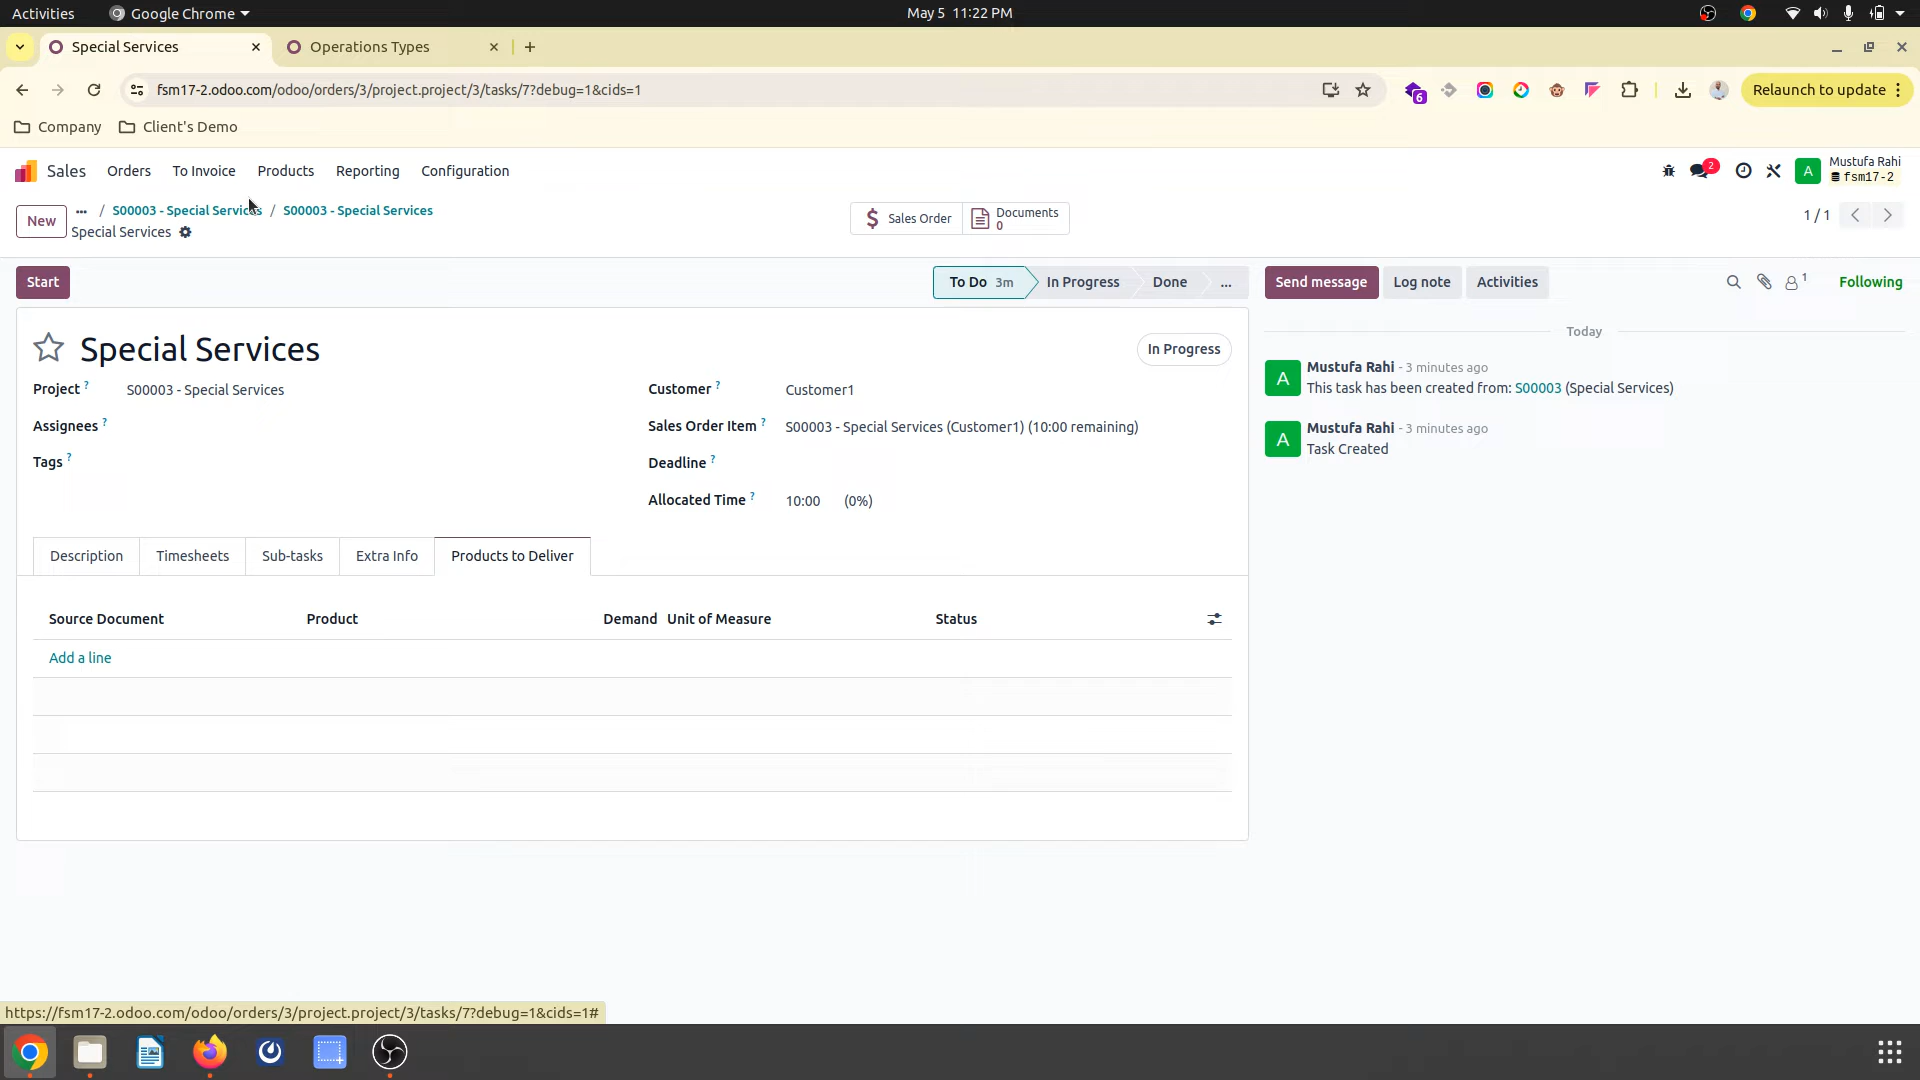 Activities
Google Chrome
May 5 11:22 PM
Special Services
Operations Types
fsm17-2.odoo.com/odoo/orders/3/project.project/3/tasks/7?debug=1&cids=1
6
Relaunch to update
Company
Client's Demo
Sales
Orders
To Invoice
Products
Reporting
Configuration
2
A
Mustufa Rahi
fsm17-2
New
... / S00003 - Special Services / S00003 - Special Services
Special Services
Sales Order
Documents
0
1 / 1
Start
To Do 3m
In Progress
Done
...
Send message
Log note
Activities
1
Following
Special Services
In Progress
Today
Project ?
S00003 - Special Services
Customer ?
Customer1
Assignees ?
Sales Order Item ?
S00003 - Special Services (Customer1) (10:00 remaining)
Tags ?
Deadline ?
Allocated Time ?
10:00 (0%)
A
Mustufa Rahi - 3 minutes ago
This task has been created from: S00003 (Special Services)
A
Mustufa Rahi - 3 minutes ago
Task Created
Description
Timesheets
Sub-tasks
Extra Info
Products to Deliver
Source Document
Product
Demand
Unit of Measure
Status
Add a line
https://fsm17-2.odoo.com/odoo/orders/3/project.project/3/tasks/7?debug=1&cids=1#